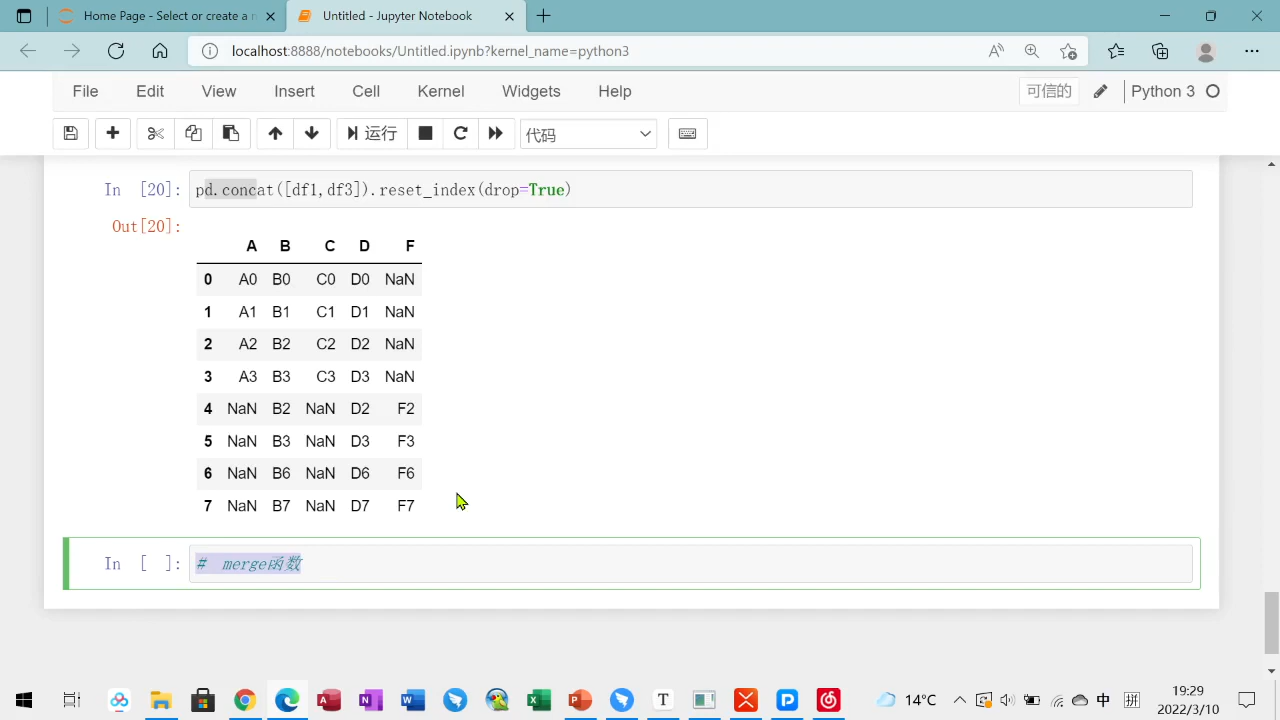 Home Page - Select or create a n
Untitled - Jupyter Notebook
localhost:8888/notebooks/Untitled.ipynb?kernel_name=python3
File Edit View Insert Cell Kernel Widgets Help 可信的 Python 3
运行 代码
In [20]: pd.concat([df1,df3]).reset_index(drop=True)
Out[20]:
A B C D F
0 A0 B0 C0 D0 NaN
1 A1 B1 C1 D1 NaN
2 A2 B2 C2 D2 NaN
3 A3 B3 C3 D3 NaN
4 NaN B2 NaN D2 F2
5 NaN B3 NaN D3 F3
6 NaN B6 NaN D6 F6
7 NaN B7 NaN D7 F7
In [ ]: # merge函数
14°C 中 拼 19:29
2022/3/10